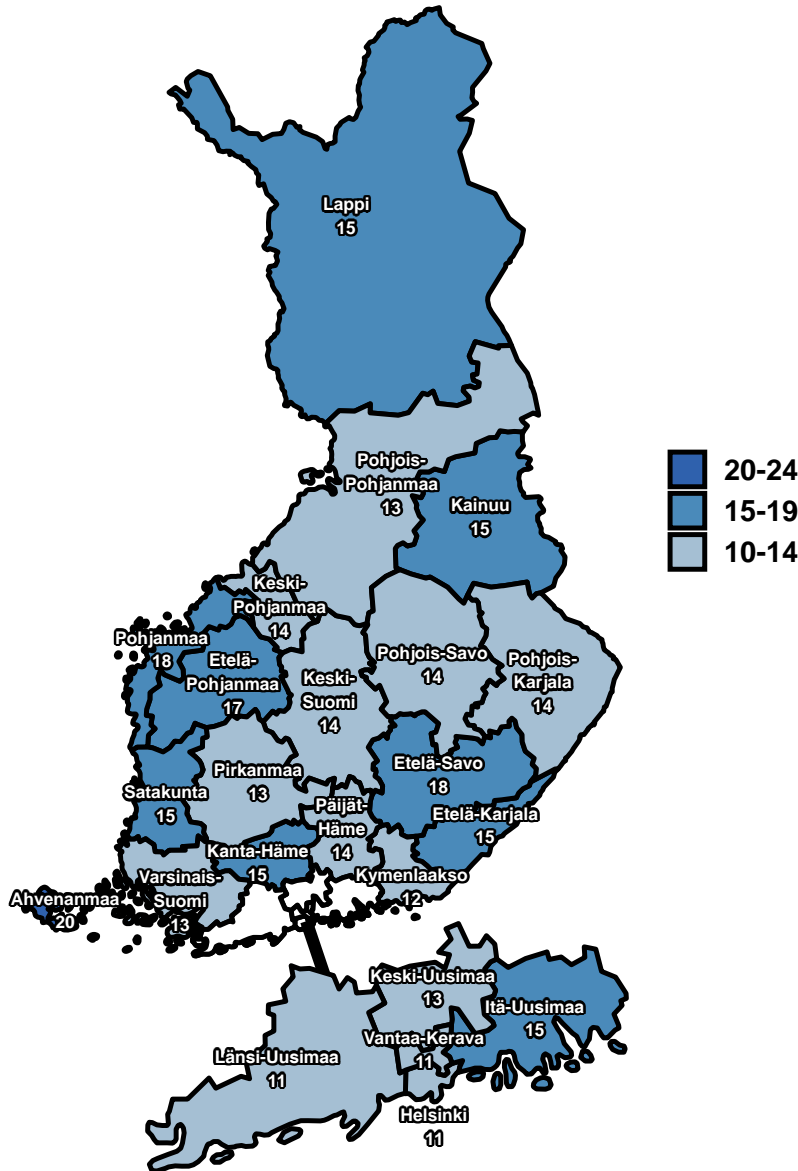 Lappi
15
Pohjois-
Pohjanmaa
13
Kainuu
15
20-24
15-19
10-14
Keski-
Pohjanmaa
14
Pohjanmaa
18
Etelä-
Pohjanmaa
17
Keski-
Suomi
14
Pohjois-Savo
14
Pohjois-
Karjala
14
Satakunta
15
Pirkanmaa
13
Etelä-Savo
18
Päijät-
Häme
14
Etelä-Karjala
15
Kanta-Häme
15
Kymenlaakso
12
Varsinais-
Suomi
13
Ahvenanmaa
20
Keski-Uusimaa
13
Itä-Uusimaa
15
Vantaa-Kerava
11
Länsi-Uusimaa
11
Helsinki
11